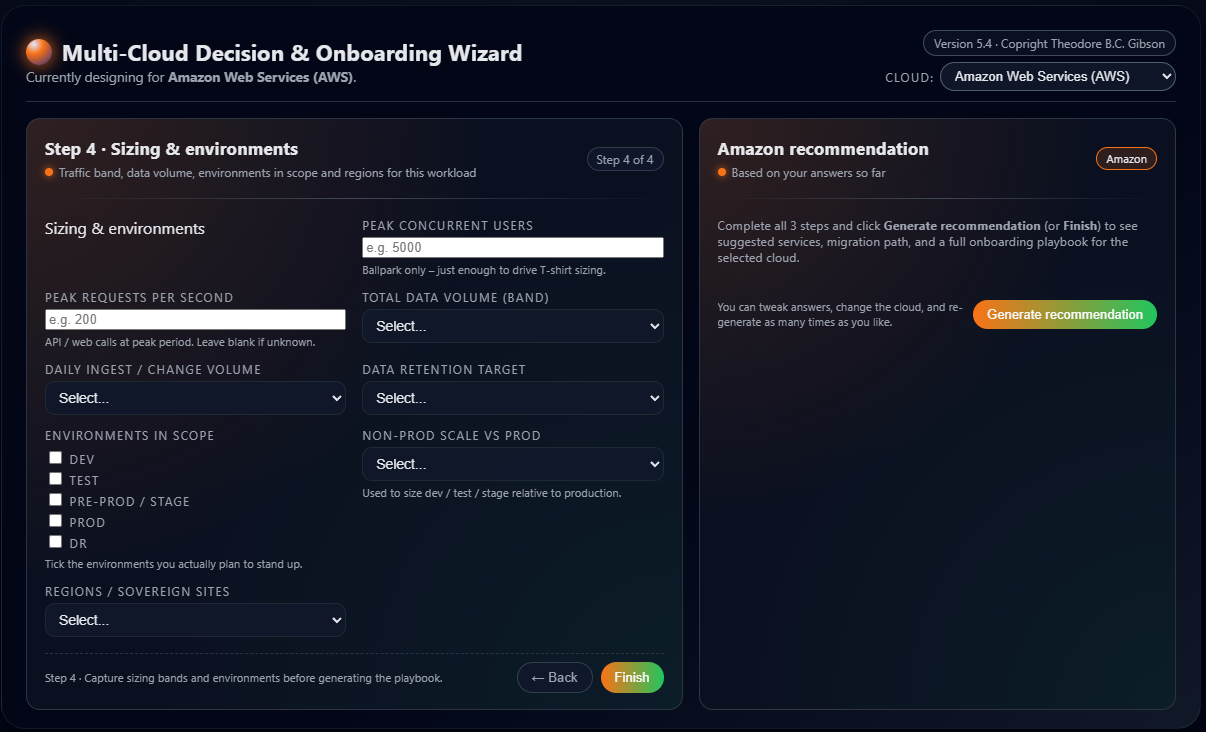 Multi-Cloud Decision & Onboarding Wizard
Currently designing for Amazon Web Services (AWS).
Version 5.4 · Copright Theodore B.C. Gibson
CLOUD: Amazon Web Services (AWS)
Step 4 · Sizing & environments
Traffic band, data volume, environments in scope and regions for this workload
Step 4 of 4
Sizing & environments
PEAK CONCURRENT USERS
e.g. 5000
Ballpark only – just enough to drive T-shirt sizing.
PEAK REQUESTS PER SECOND
e.g. 200
API / web calls at peak period. Leave blank if unknown.
TOTAL DATA VOLUME (BAND)
Select...
DAILY INGEST / CHANGE VOLUME
Select...
DATA RETENTION TARGET
Select...
ENVIRONMENTS IN SCOPE
DEV
TEST
PRE-PROD / STAGE
PROD
DR
Tick the environments you actually plan to stand up.
NON-PROD SCALE VS PROD
Select...
Used to size dev / test / stage relative to production.
REGIONS / SOVEREIGN SITES
Select...
Step 4 · Capture sizing bands and environments before generating the playbook.
← Back
Finish
Amazon recommendation
Based on your answers so far
Amazon
Complete all 3 steps and click Generate recommendation (or Finish) to see
suggested services, migration path, and a full onboarding playbook for the
selected cloud.
You can tweak answers, change the cloud, and re-
generate as many times as you like.
Generate recommendation